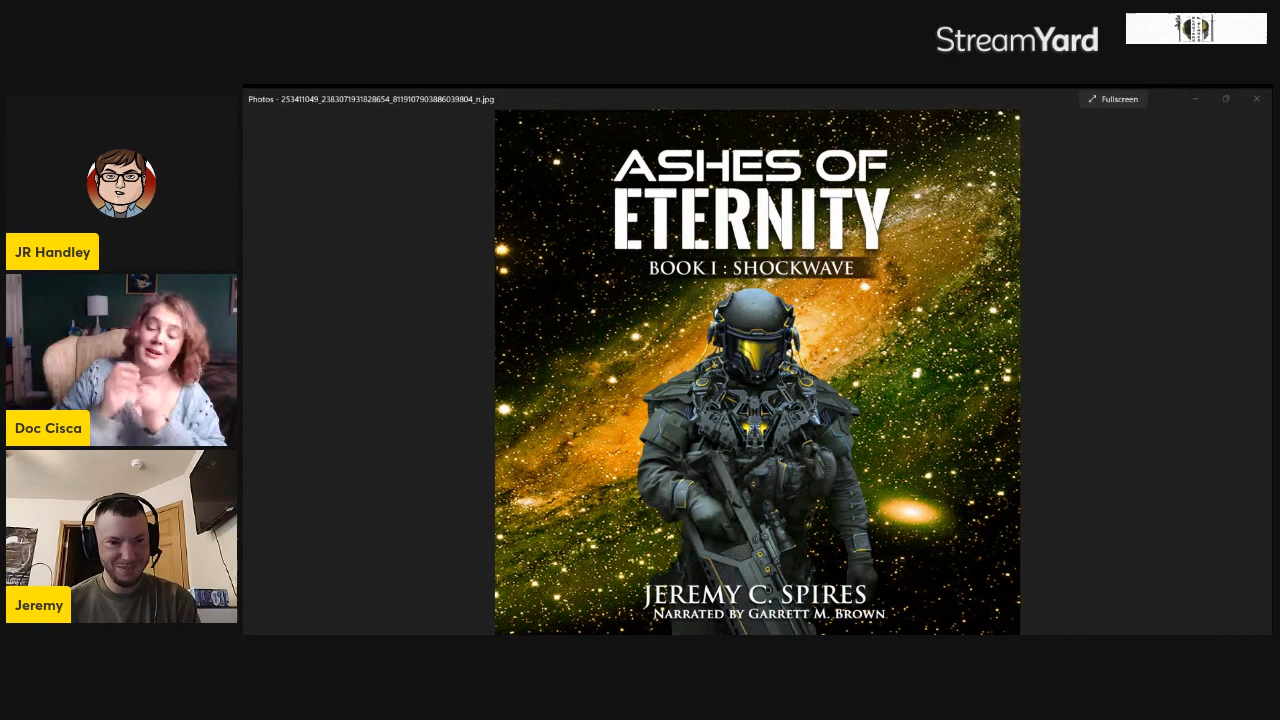 StreamYard
Photos - 253411049_2383071931828654_8119107903886039804_n.jpg
Fullscreen
JR Handley
Doc Cisca
Jeremy
ASHES OF
ETERNITY
BOOK I : SHOCKWAVE
JEREMY C. SPIRES
NARRATED BY GARRETT M. BROWN